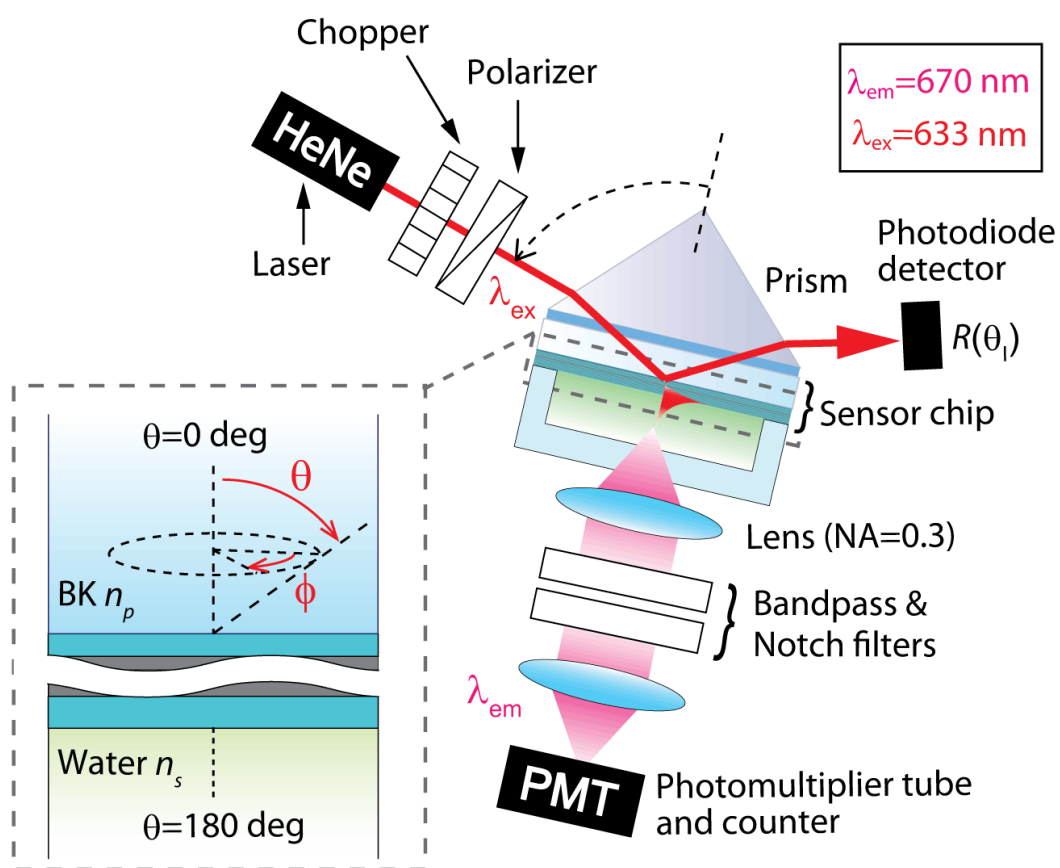 Chopper
Polarizer
HeNe
Laser
λex
λem=670 nm
λex=633 nm
Photodiode
detector
Prism
R(θI)
Sensor chip
θ=0 deg
θ
ϕ
BK np
Water ns
θ=180 deg
Lens (NA=0.3)
Bandpass &
Notch filters
λem
PMT
Photomultiplier tube
and counter